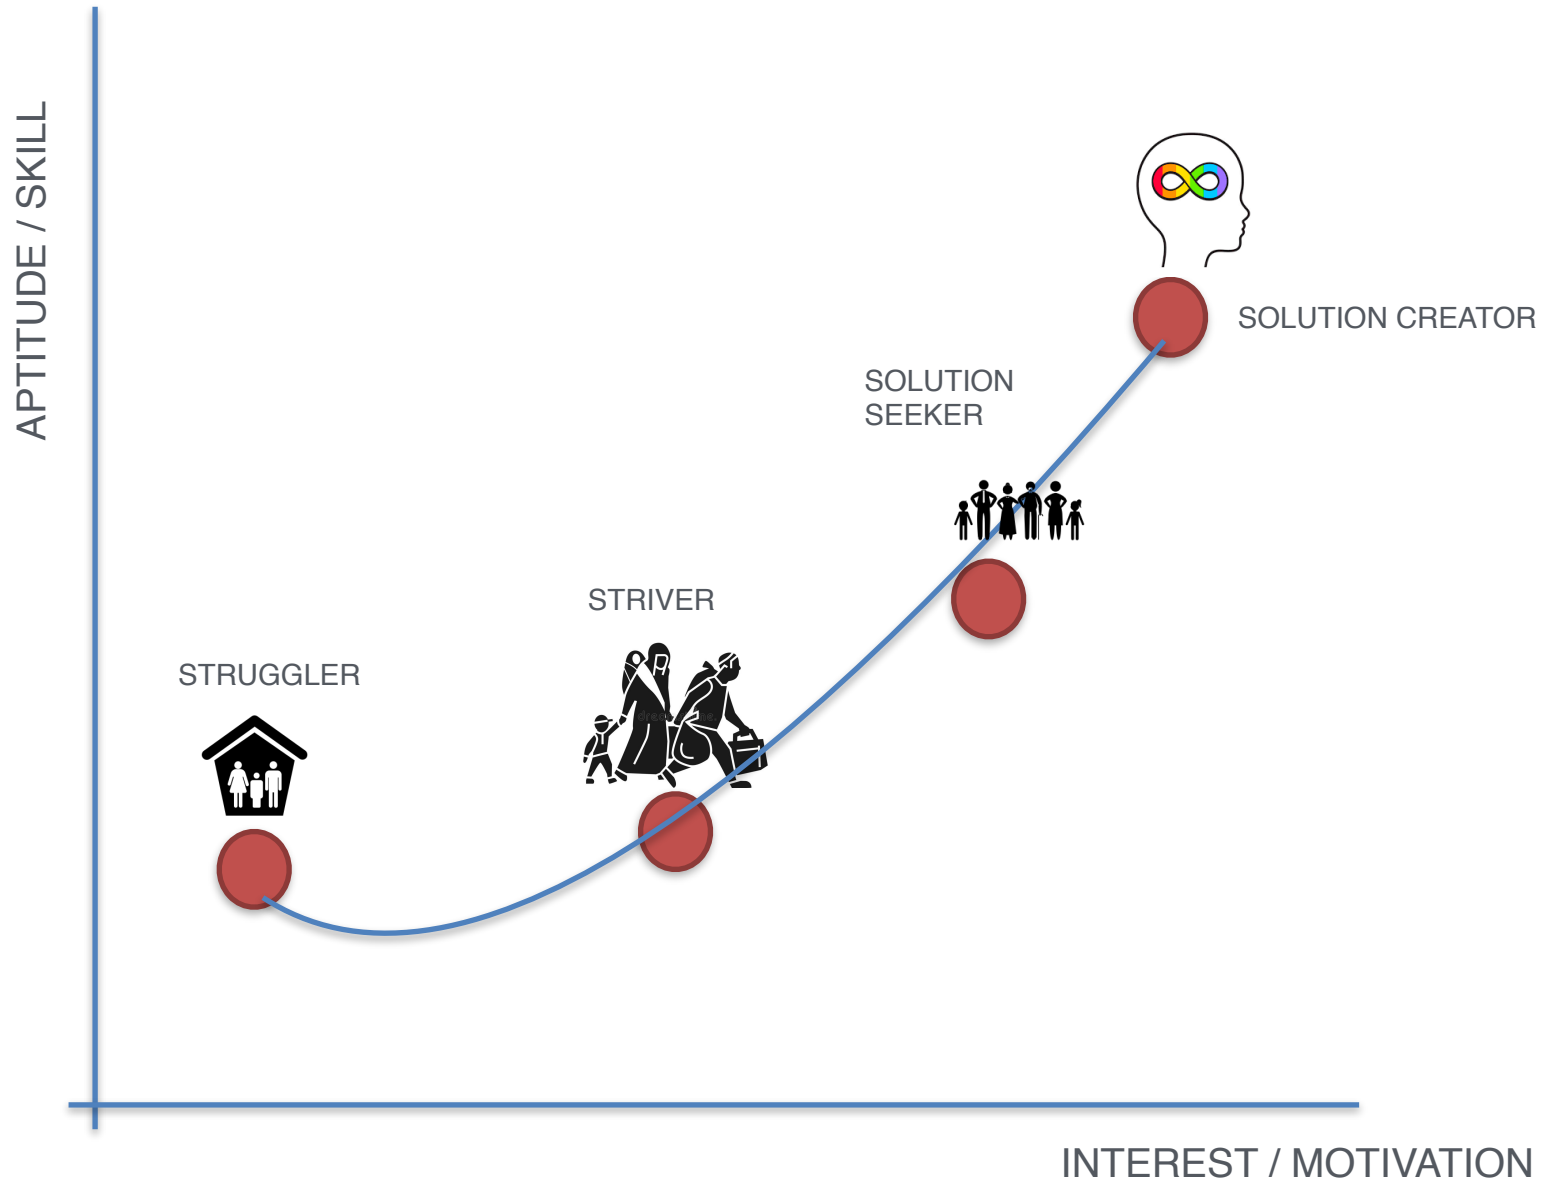 APTITUDE / SKILL
SOLUTION CREATOR
SOLUTION
SEEKER
STRIVER
STRUGGLER
INTEREST / MOTIVATION